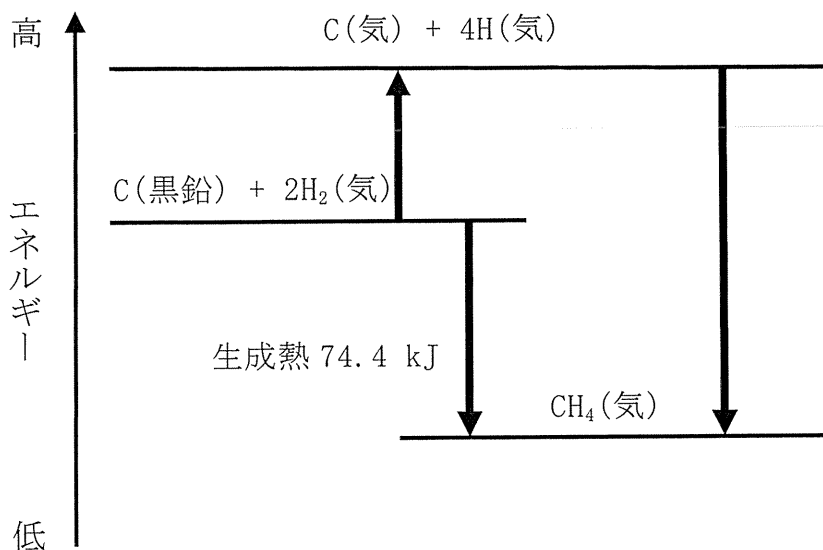 高
C(気) + 4H(気)
C(黒鉛) + 2H₂(気)
エネルギー
生成熱 74.4 kJ
CH₄(気)
低